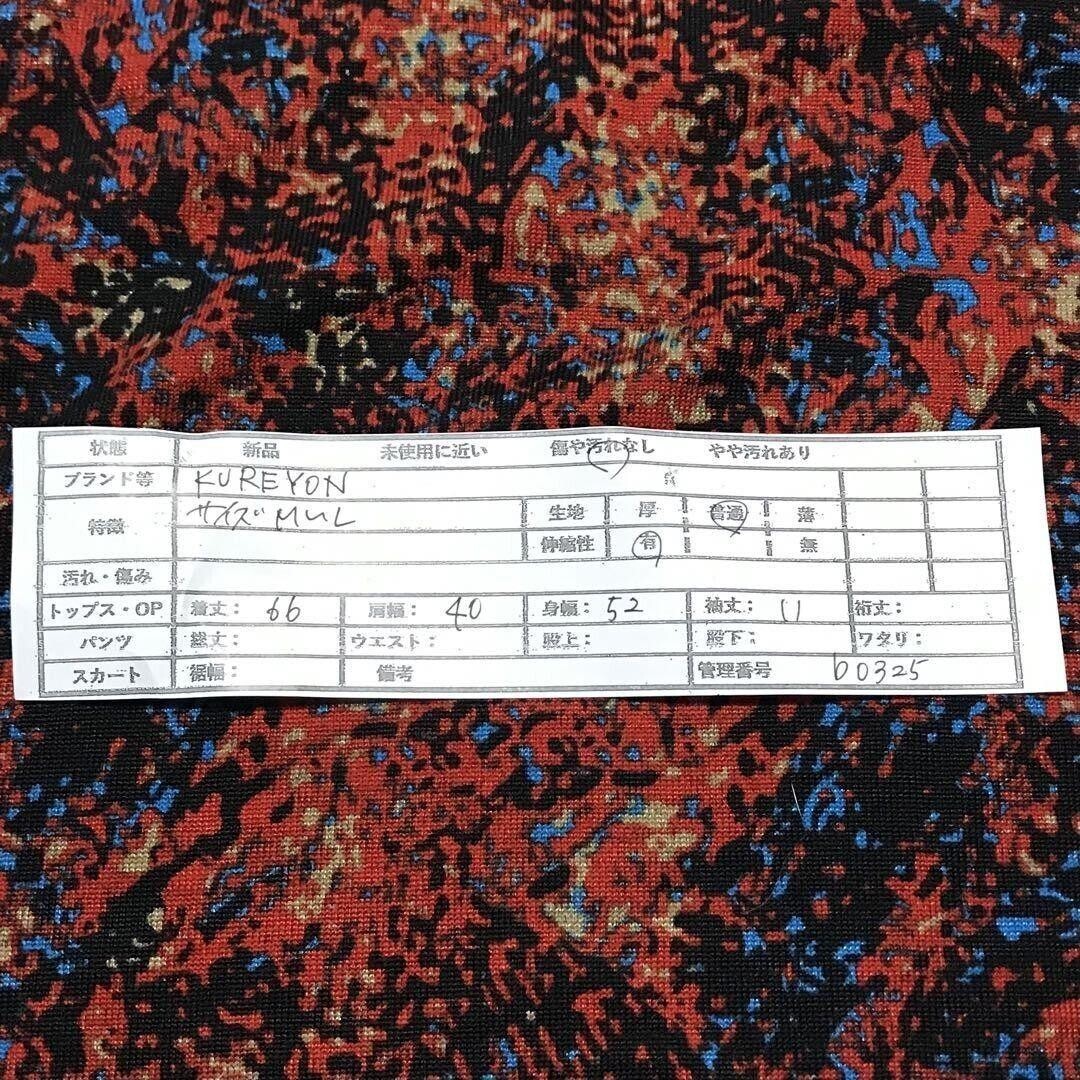 状態 新品 未使用に近い 傷や汚れなし やや汚れあり
ブランド等 KUREYON
特徴 サイズMいし 生地 厚 普通 薄
伸縮性 有 無
汚れ・傷み
トップス・OP 着丈: 66 肩幅: 40 身幅: 52 袖丈: 11 裄丈:
パンツ 総丈: ウエスト: 股上: 股下: ワタリ:
スカート 裾幅: 備考 管理番号 b0325